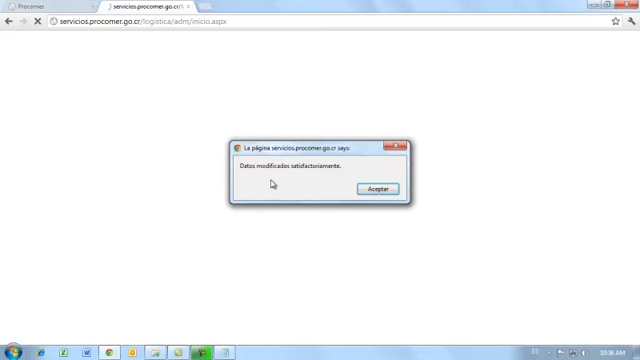 Procomer
servicios.procomer.go.cr/l
servicios.procomer.go.cr/logistica/adm/inicio.aspx
La página servicios.procomer.go.cr says:
Datos modificados satisfactoriamente.
Aceptar
ES
10:36 AM